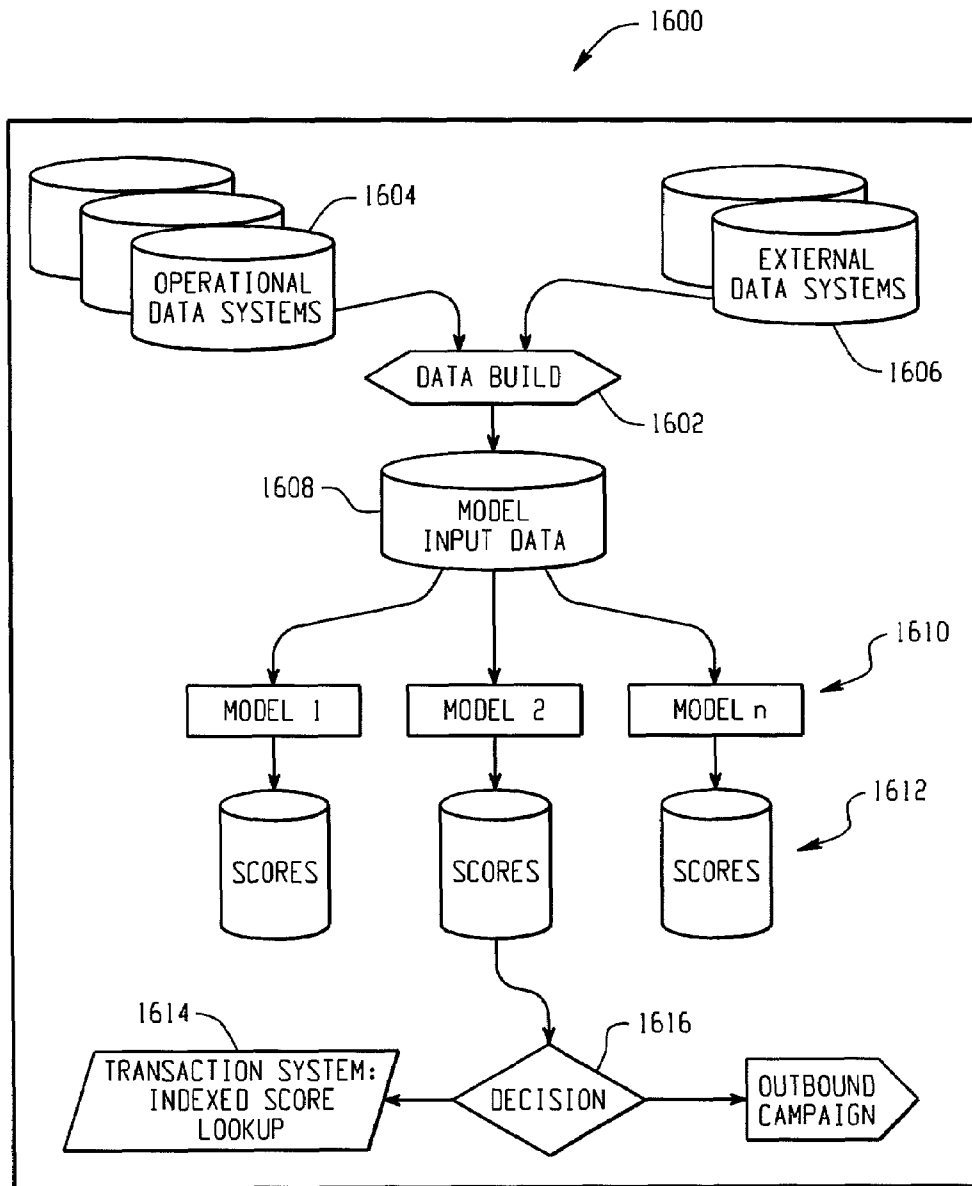 1600
1604
OPERATIONAL
DATA SYSTEMS
EXTERNAL
DATA SYSTEMS
1606
DATA BUILD
1602
1608
MODEL
INPUT DATA
1610
MODEL 1
MODEL 2
MODEL n
1612
SCORES
SCORES
SCORES
1614
1616
TRANSACTION SYSTEM:
INDEXED SCORE
LOOKUP
DECISION
OUTBOUND
CAMPAIGN